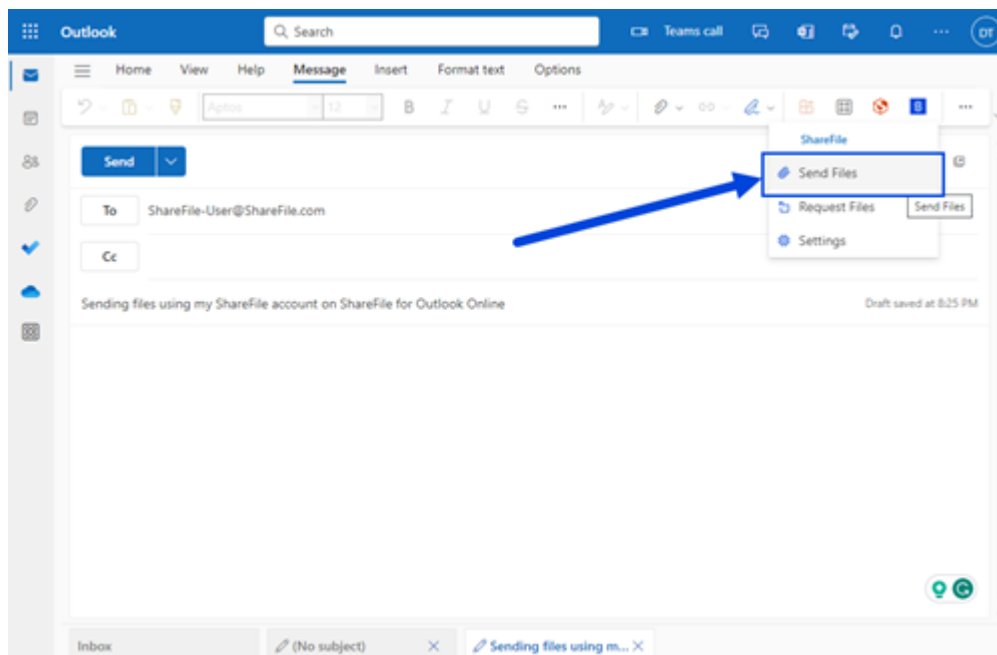 Outlook
Search
Teams call
DT
Home View Help Message Insert Format text Options
Aptos 12 B I U S
ShareFile
Send
Send Files
To ShareFile-User@ShareFile.com
Request Files
Send Files
Cc
Settings
Sending files using my ShareFile account on ShareFile for Outlook Online
Draft saved at 8:25 PM
Inbox
(No subject)
Sending files using m...